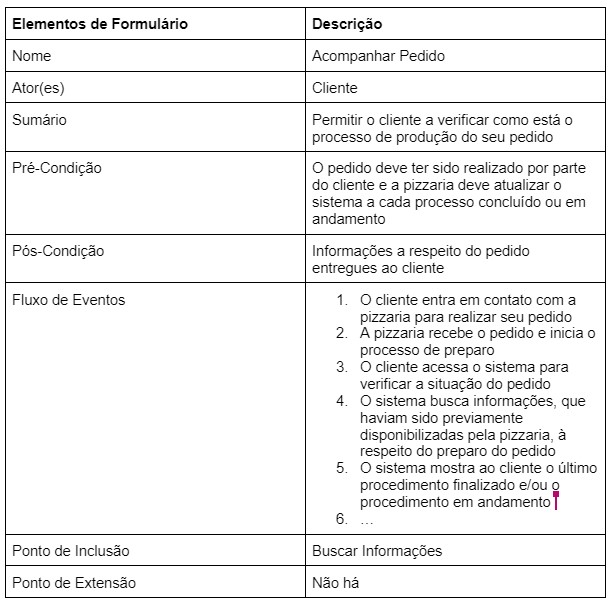 Elementos de Formulário
Descrição
Nome
Acompanhar Pedido
Ator(es)
Cliente
Sumário
Permitir o cliente a verificar como está o
processo de produção do seu pedido
Pré-Condição
O pedido deve ter sido realizado por parte
do cliente e a pizzaria deve atualizar o
sistema a cada processo concluído ou em
andamento
Pós-Condição
Informações a respeito do pedido
entregues ao cliente
Fluxo de Eventos
1. O cliente entra em contato com a
pizzaria para realizar seu pedido
2. A pizzaria recebe o pedido e inicia o
processo de preparo
3. O cliente acessa o sistema para
verificar a situação do pedido
4. O sistema busca informações, que
haviam sido previamente
disponibilizadas pela pizzaria, à
respeito do preparo do pedido
5. O sistema mostra ao cliente o último
procedimento finalizado e/ou o
procedimento em andamento
6. …
Ponto de Inclusão
Buscar Informações
Ponto de Extensão
Não há